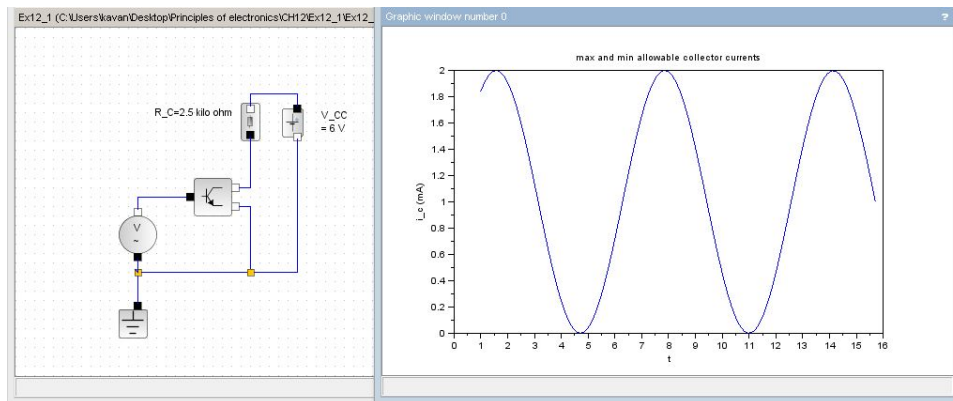 Ex12_1 (C:\Users\kavan\Desktop\Principles of electronics\CH12\Ex12_1\Ex12_
Graphic window number 0
?
R_C=2.5 kilo ohm
V_CC
= 6 V
V
~
max and min allowable collector currents
i_c (mA)
2
1.8
1.6
1.4
1.2
1
0.8
0.6
0.4
0.2
0
0 1 2 3 4 5 6 7 8 9 10 11 12 13 14 15 16
t